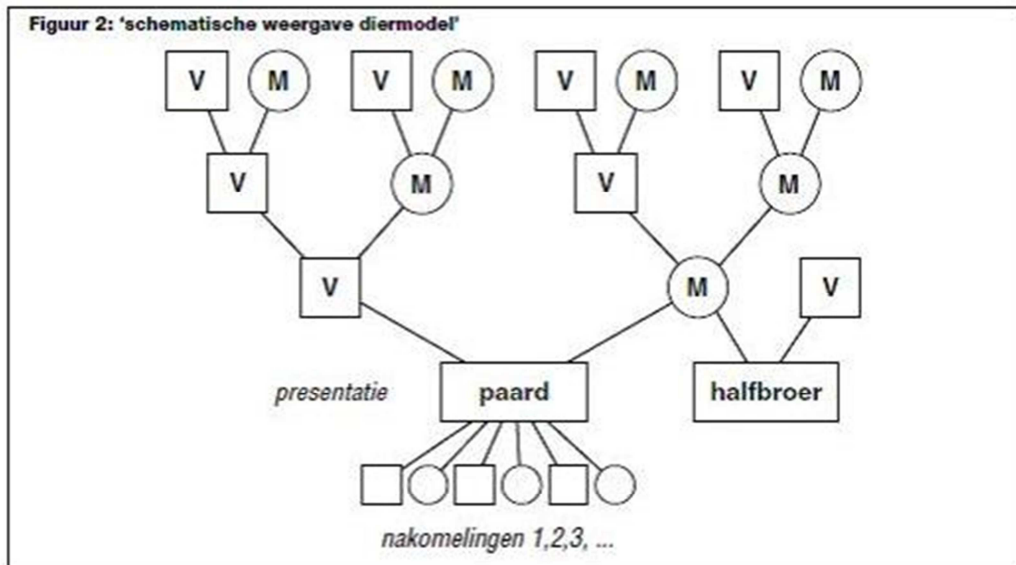 Figuur 2: 'schematische weergave diermodel'
V M V M V M V M
V M V M
V M V
presentatie paard halfbroer
nakomelingen 1,2,3, ...